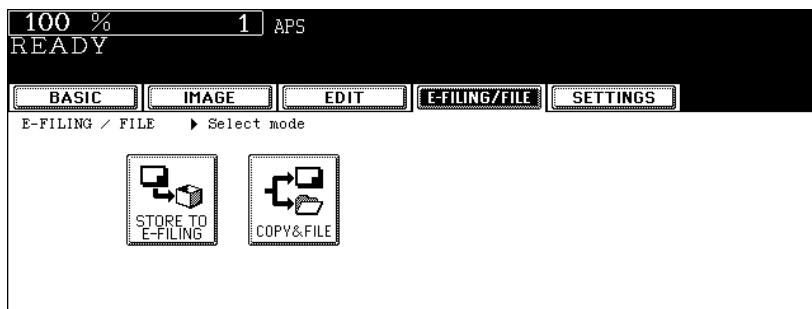 100 % 1 APS
READY
BASIC IMAGE EDIT E-FILING/FILE SETTINGS
E-FILING / FILE ▶ Select mode
STORE TO
E-FILING
COPY&FILE